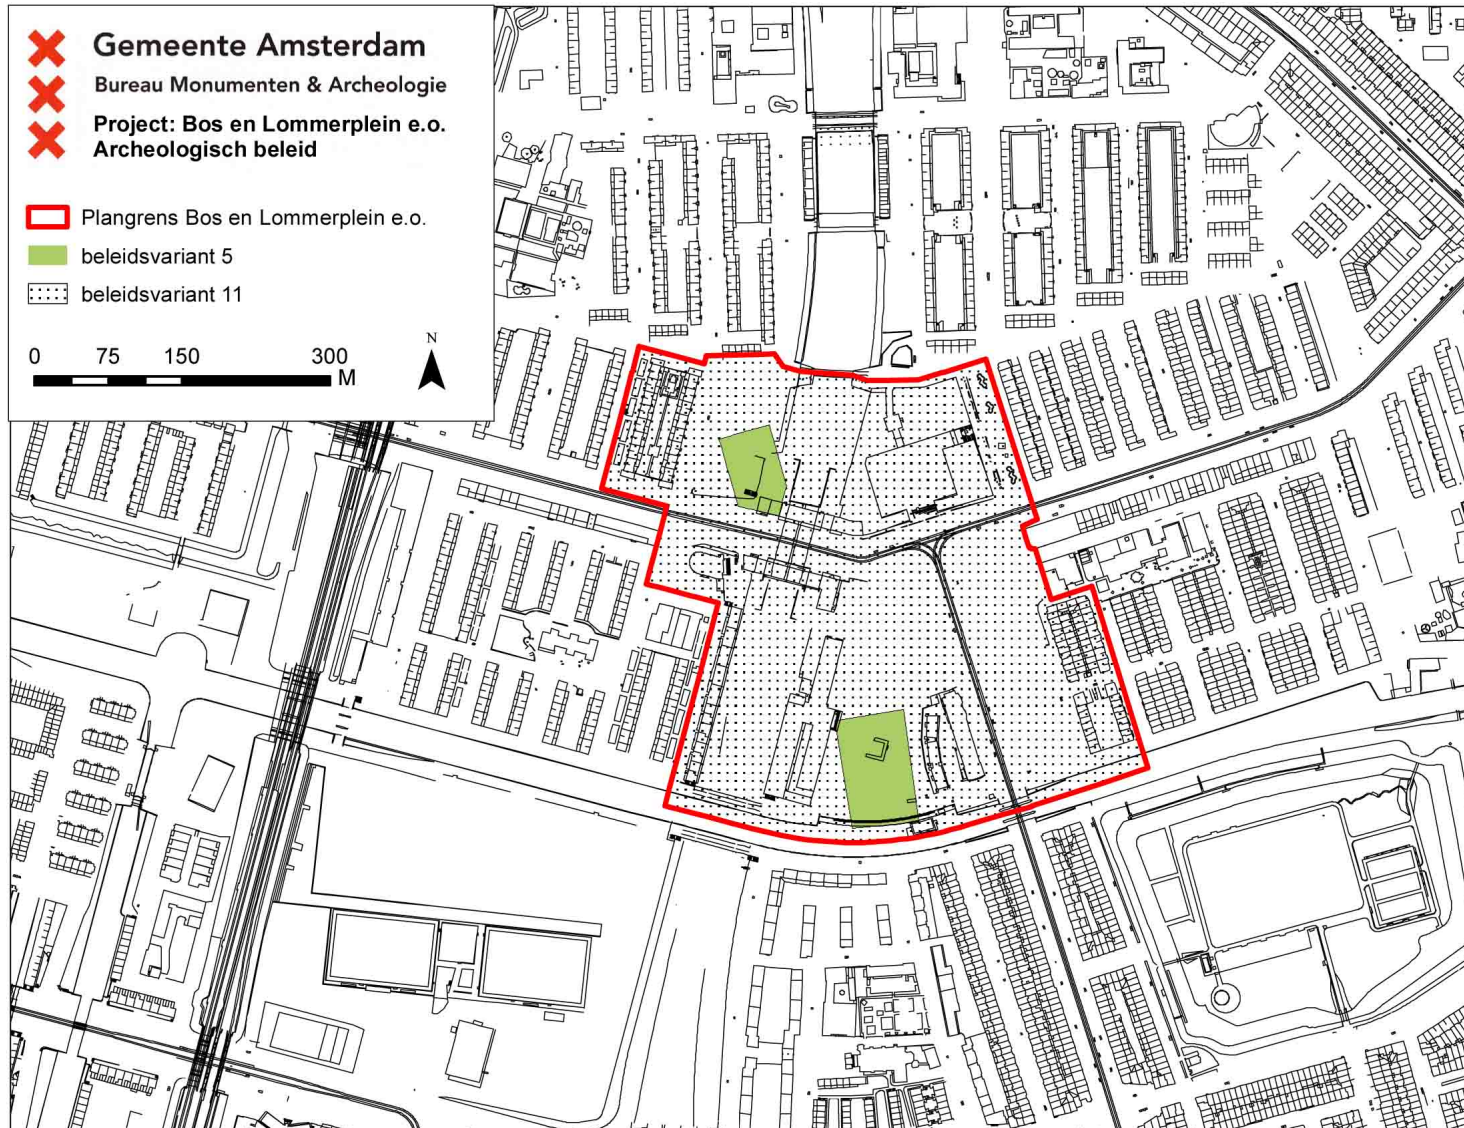 Gemeente Amsterdam
Bureau Monumenten & Archeologie
Project: Bos en Lommerplein e.o.
Archeologisch beleid
Plangrens Bos en Lommerplein e.o.
beleidsvariant 5
beleidsvariant 11
0 75 150 300
M
N